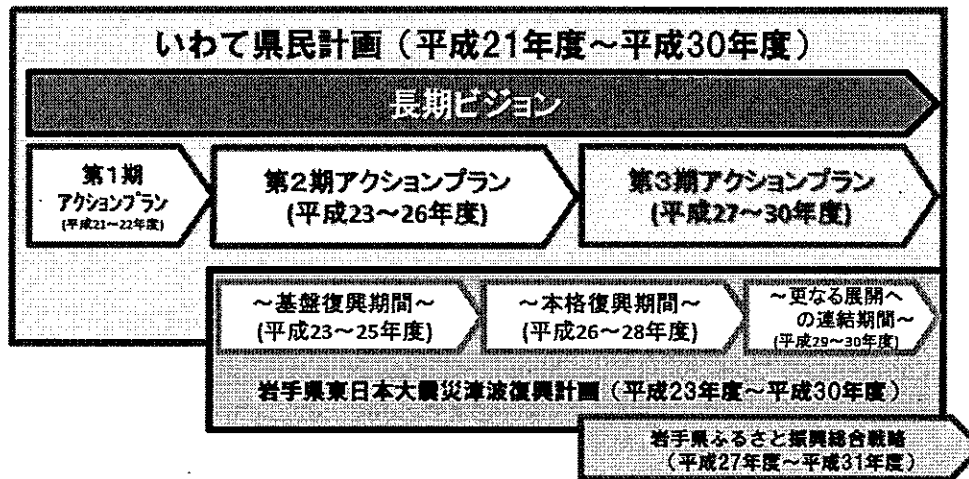 いわて県民計画（平成21年度～平成30年度）
長期ビジョン
第1期
アクションプラン
(平成21～22年度)
第2期アクションプラン
(平成23～26年度)
第3期アクションプラン
(平成27～30年度)
～基盤復興期間～
(平成23～25年度)
～本格復興期間～
(平成26～28年度)
～更なる展開へ
の連結期間～
(平成29～30年度)
岩手県東日本大震災津波復興計画（平成23年度～平成30年度）
岩手県ふるさと振興総合戦略
（平成27年度～平成31年度）